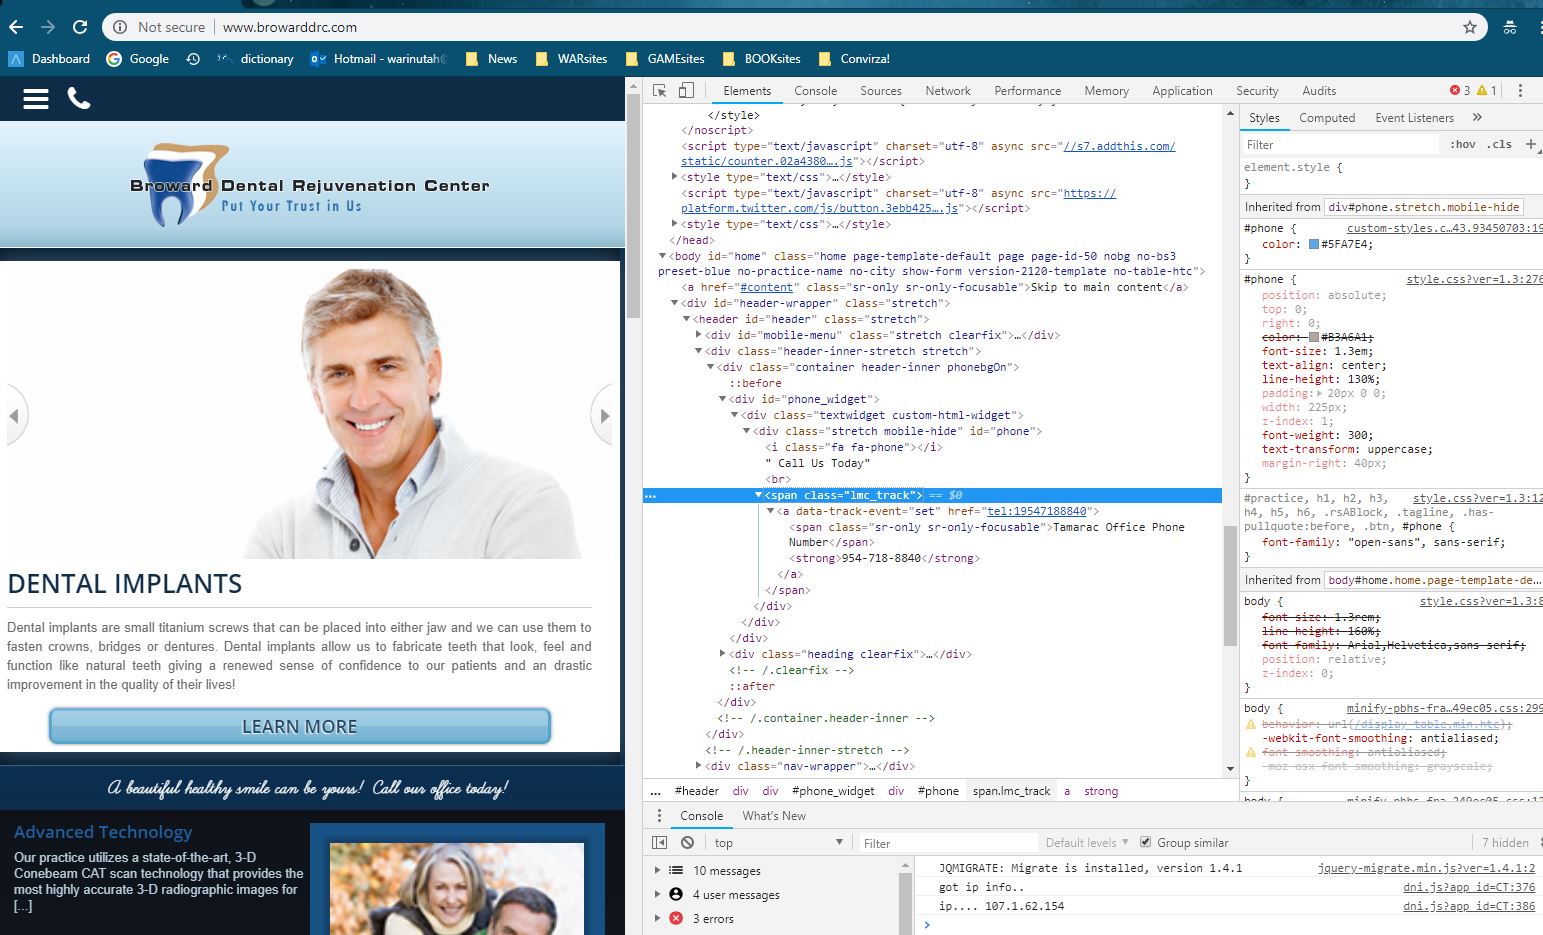 Not secure | www.browarddrc.com
Dashboard Google dictionary Hotmail - warinutah@ News WARsites GAMEsites BOOKsites Convirza!
Broward Dental Rejuvenation Center
Put Your Trust in Us
DENTAL IMPLANTS
Dental implants are small titanium screws that can be placed into either jaw and we can use them to
fasten crowns, bridges or dentures. Dental implants allow us to fabricate teeth that look, feel and
function like natural teeth giving a renewed sense of confidence to our patients and an drastic
improvement in the quality of their lives!
LEARN MORE
A beautiful healthy smile can be yours! Call our office today!
Advanced Technology
Our practice utilizes a state-of-the-art, 3-D
Conebeam CAT scan technology that provides the
most highly accurate 3-D radiographic images for
[...]
Elements Console Sources Network Performance Memory Application Security Audits 3 1
</style>
</noscript>
<script type="text/javascript" charset="utf-8" async src="//s7.addthis.com/
static/counter.02a4380….js"></script>
<style type="text/css">…</style>
<script type="text/javascript" charset="utf-8" async src="https://
platform.twitter.com/js/button.3ebb425….js"></script>
<style type="text/css">…</style>
</head>
<body id="home" class="home page-template-default page page-id-50 nobg no-bs3
preset-blue no-practice-name no-city show-form version-2120-template no-table-htc">
<a href="#content" class="sr-only sr-only-focusable">Skip to main content</a>
<div id="header-wrapper" class="stretch">
<header id="header" class="stretch">
<div id="mobile-menu" class="stretch clearfix">…</div>
<div class="header-inner-stretch stretch">
<div class="container header-inner phonebgOn">
::before
<div id="phone_widget">
<div class="textwidget custom-html-widget">
<div class="stretch mobile-hide" id="phone">
<i class="fa fa-phone"></i>
" Call Us Today"
<br>
... <span class="lmc_track"> == $0
<a data-track-event="set" href="tel:19547188840">
<span class="sr-only sr-only-focusable">Tamarac Office Phone
Number</span>
<strong>954-718-8840</strong>
</a>
</span>
</div>
</div>
</div>
<div class="heading clearfix">…</div>
<!-- /.clearfix -->
::after
</div>
<!-- /.container.header-inner -->
</div>
<!-- /.header-inner-stretch -->
<div class="nav-wrapper">…</div>
... #header div div #phone_widget div #phone span.lmc_track a strong
Styles Computed Event Listeners »
Filter :hov .cls +
element.style {
}
Inherited from div#phone.stretch.mobile-hide
#phone { custom-styles.c…43.93450703:19
color: #5FA7E4;
}
#phone { style.css?ver=1.3:276
position: absolute;
top: 0;
right: 0;
color: #B3A6A1;
font-size: 1.3em;
text-align: center;
line-height: 130%;
padding: 20px 0 0;
width: 225px;
z-index: 1;
font-weight: 300;
text-transform: uppercase;
margin-right: 40px;
}
#practice, h1, h2, h3, style.css?ver=1.3:12
h4, h5, h6, .rsABlock, .tagline, .has-
pullquote:before, .btn, #phone {
font-family: "open-sans", sans-serif;
}
Inherited from body#home.home.page-template-de…
body { style.css?ver=1.3:8
font-size: 1.3rem;
line-height: 160%;
font-family: Arial,Helvetica,sans-serif;
position: relative;
z-index: 0;
}
body { minify-pbhs-fra…49ec05.css:299
behavior: url(/display_table.min.htc);
-webkit-font-smoothing: antialiased;
font-smoothing: antialiased;
-moz-osx-font-smoothing: grayscale;
}
Console What's New
top Filter Default levels Group similar 7 hidden
10 messages
4 user messages
3 errors
JQMIGRATE: Migrate is installed, version 1.4.1 jquery-migrate.min.js?ver=1.4.1:2
got ip info.. dni.js?app_id=CT:376
ip.... 107.1.62.154 dni.js?app_id=CT:386